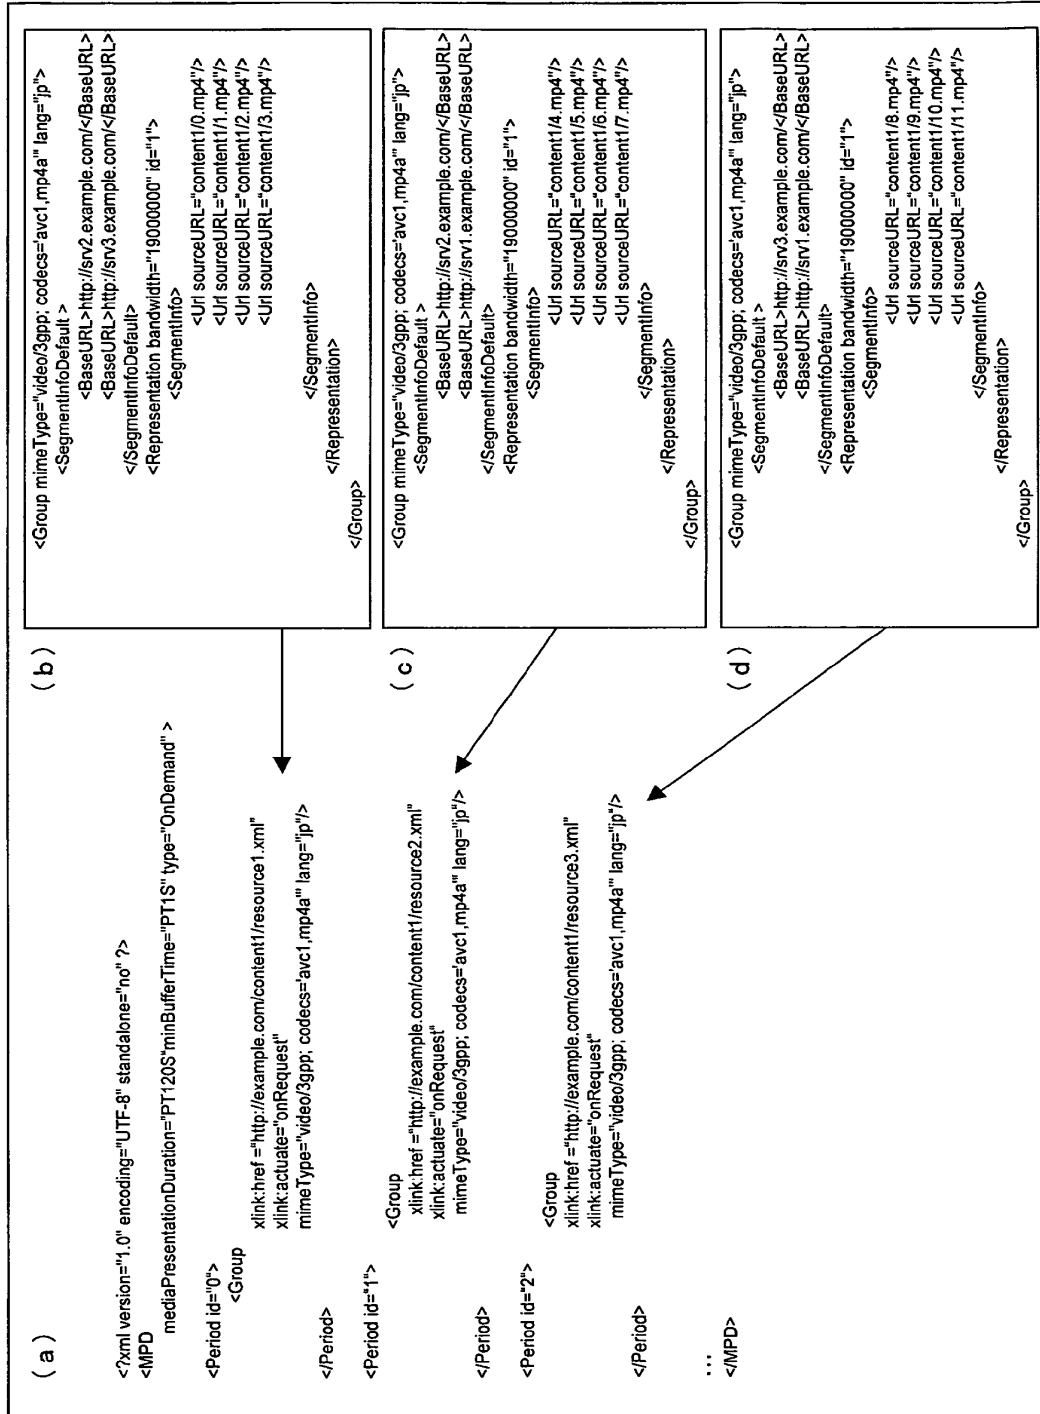 ( a )
<?xml version="1.0" encoding="UTF-8" standalone="no" ?>
<MPD
mediaPresentationDuration="PT120S"minBufferTime="PT1S" type="OnDemand" >
<Period id="0">
<Group
xlink:href ="http://example.com/content1/resource1.xml"
xlink:actuate="onRequest"
mimeType="video/3gpp; codecs='avc1,mp4a'" lang="jp"/>
</Period>
<Period id="1">
<Group
xlink:href ="http://example.com/content1/resource2.xml"
xlink:actuate="onRequest"
mimeType="video/3gpp; codecs='avc1,mp4a'" lang="jp"/>
</Period>
<Period id="2">
<Group
xlink:href ="http://example.com/content1/resource3.xml"
xlink:actuate="onRequest"
mimeType="video/3gpp; codecs='avc1,mp4a'" lang="jp"/>
</Period>
...
</MPD>
( b )
<Group mimeType="video/3gpp; codecs='avc1,mp4a'" lang="jp">
<SegmentInfoDefault >
<BaseURL>http://srv2.example.com/</BaseURL>
<BaseURL>http://srv3.example.com/</BaseURL>
</SegmentInfoDefault>
<Representation bandwidth="19000000" id="1">
<SegmentInfo>
<Url sourceURL="content1/0.mp4"/>
<Url sourceURL="content1/1.mp4"/>
<Url sourceURL="content1/2.mp4"/>
<Url sourceURL="content1/3.mp4"/>
</SegmentInfo>
</Representation>
</Group>
( c )
<Group mimeType="video/3gpp; codecs='avc1,mp4a'" lang="jp">
<SegmentInfoDefault >
<BaseURL>http://srv2.example.com/</BaseURL>
<BaseURL>http://srv1.example.com/</BaseURL>
</SegmentInfoDefault>
<Representation bandwidth="19000000" id="1">
<SegmentInfo>
<Url sourceURL="content1/4.mp4"/>
<Url sourceURL="content1/5.mp4"/>
<Url sourceURL="content1/6.mp4"/>
<Url sourceURL="content1/7.mp4"/>
</SegmentInfo>
</Representation>
</Group>
( d )
<Group mimeType="video/3gpp; codecs='avc1,mp4a'" lang="jp">
<SegmentInfoDefault >
<BaseURL>http://srv3.example.com/</BaseURL>
<BaseURL>http://srv1.example.com/</BaseURL>
</SegmentInfoDefault>
<Representation bandwidth="19000000" id="1">
<SegmentInfo>
<Url sourceURL="content1/8.mp4"/>
<Url sourceURL="content1/9.mp4"/>
<Url sourceURL="content1/10.mp4"/>
<Url sourceURL="content1/11.mp4"/>
</SegmentInfo>
</Representation>
</Group>